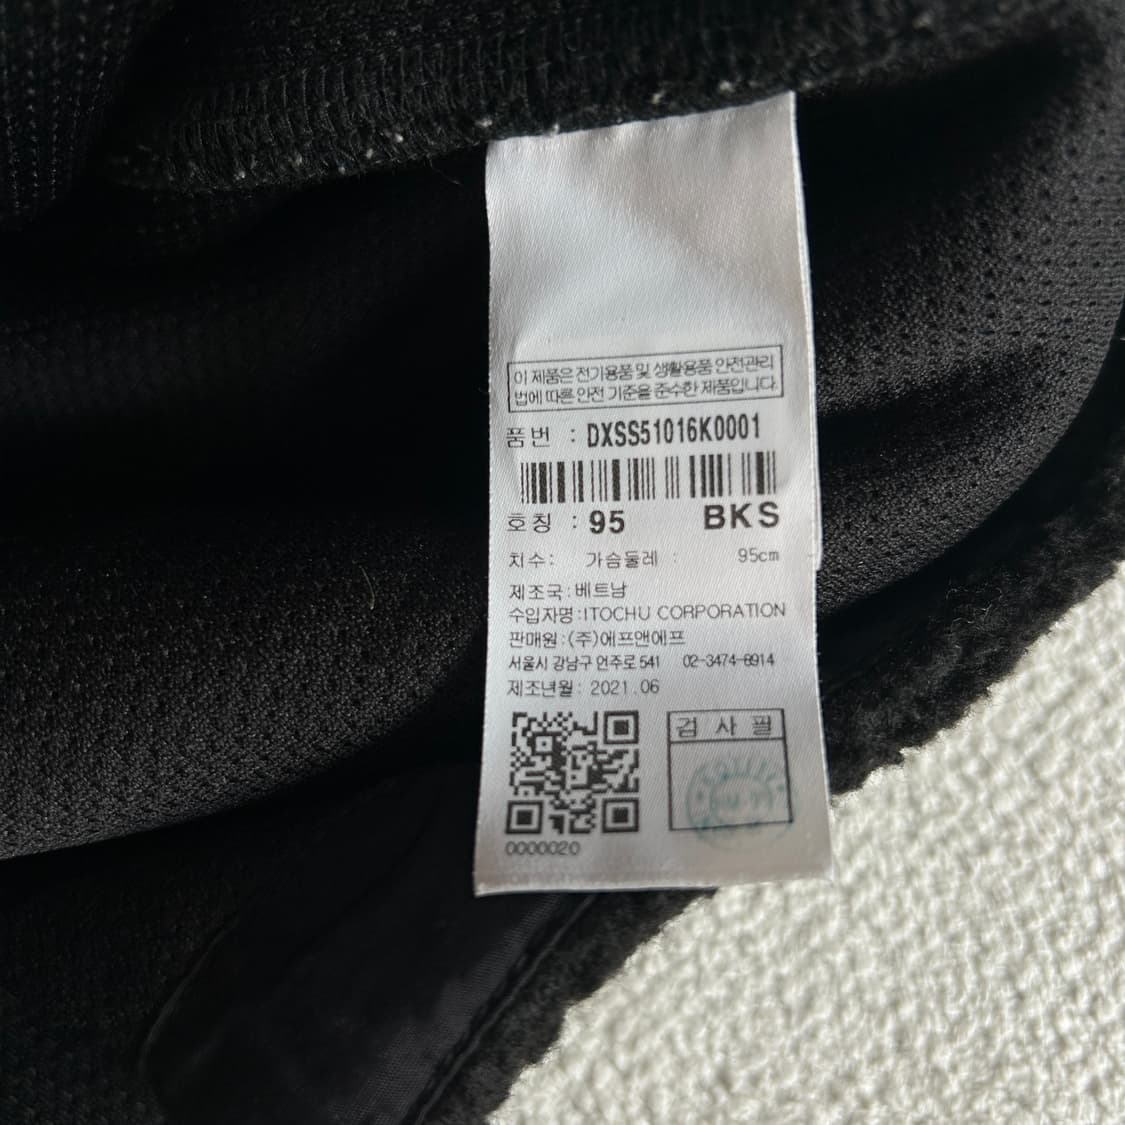 이 제품은 전기용품 및 생활용품 안전관리
법에 따른 안전 기준을 준수한 제품입니다.
품번 : DXSS51016K0001
호칭 : 95 BKS
치수: 가슴둘레 : 95cm
제조국:베트남
수입자명:ITOCHU CORPORATION
판매원:(주)에프앤에프
서울시 강남구 언주로 541 02-3474-8914
제조년월: 2021.06
검 사 필
0000020